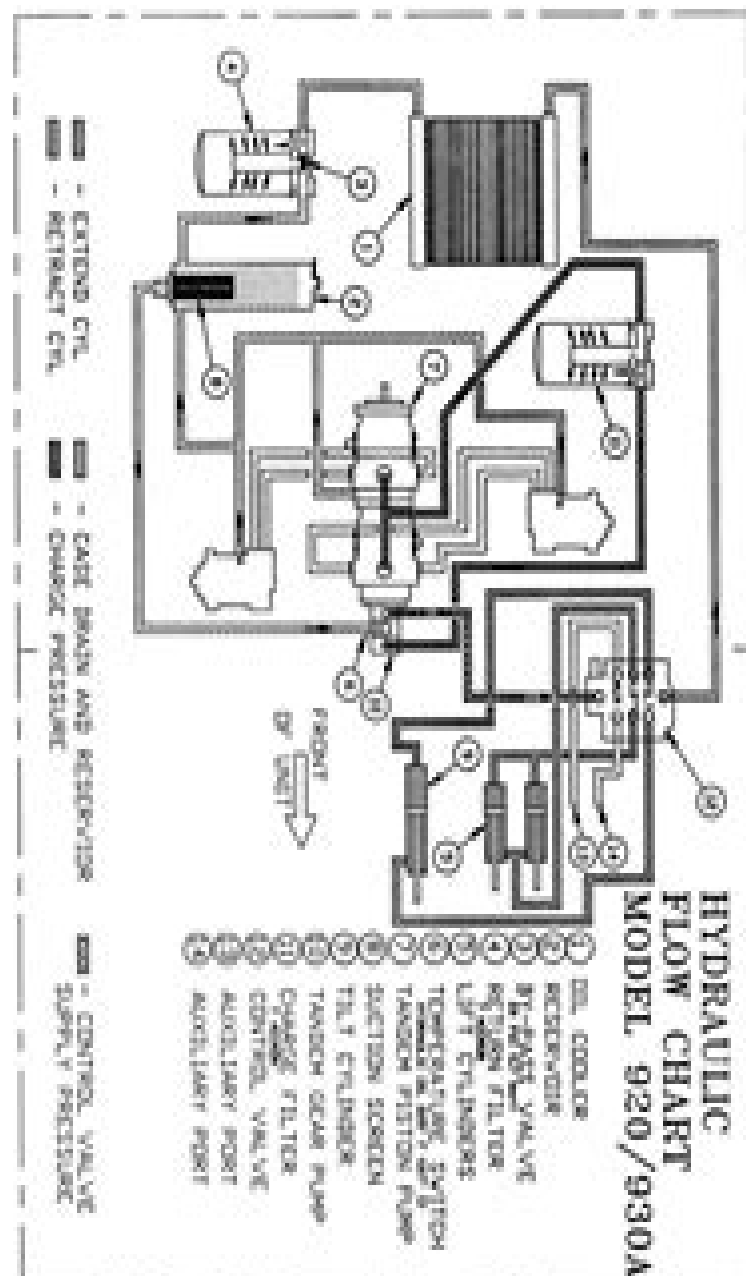 HYDRAULIC
FLOW CHART
MODEL 920/930A
OIL COOLER
RESERVOIR
BY-PASS VALVE
RETURN FILTER
LIFT CYLINDERS
TEMPERATURE SWITCH
TANDEM PISTON PUMP
SUCTION SCREEN
TILT CYLINDER
TANDEM GEAR PUMP
CHARGE FILTER
CONTROL VALVE
AUXILIARY PORT
AUXILIARY PORT
FRONT
OF UNIT
- EXTEND CYL
- RETRACT CYL
- CASE DRAIN AND RESERVOIR
- CHARGE PRESSURE
- CONTROL VALVE
SUPPLY PRESSURE